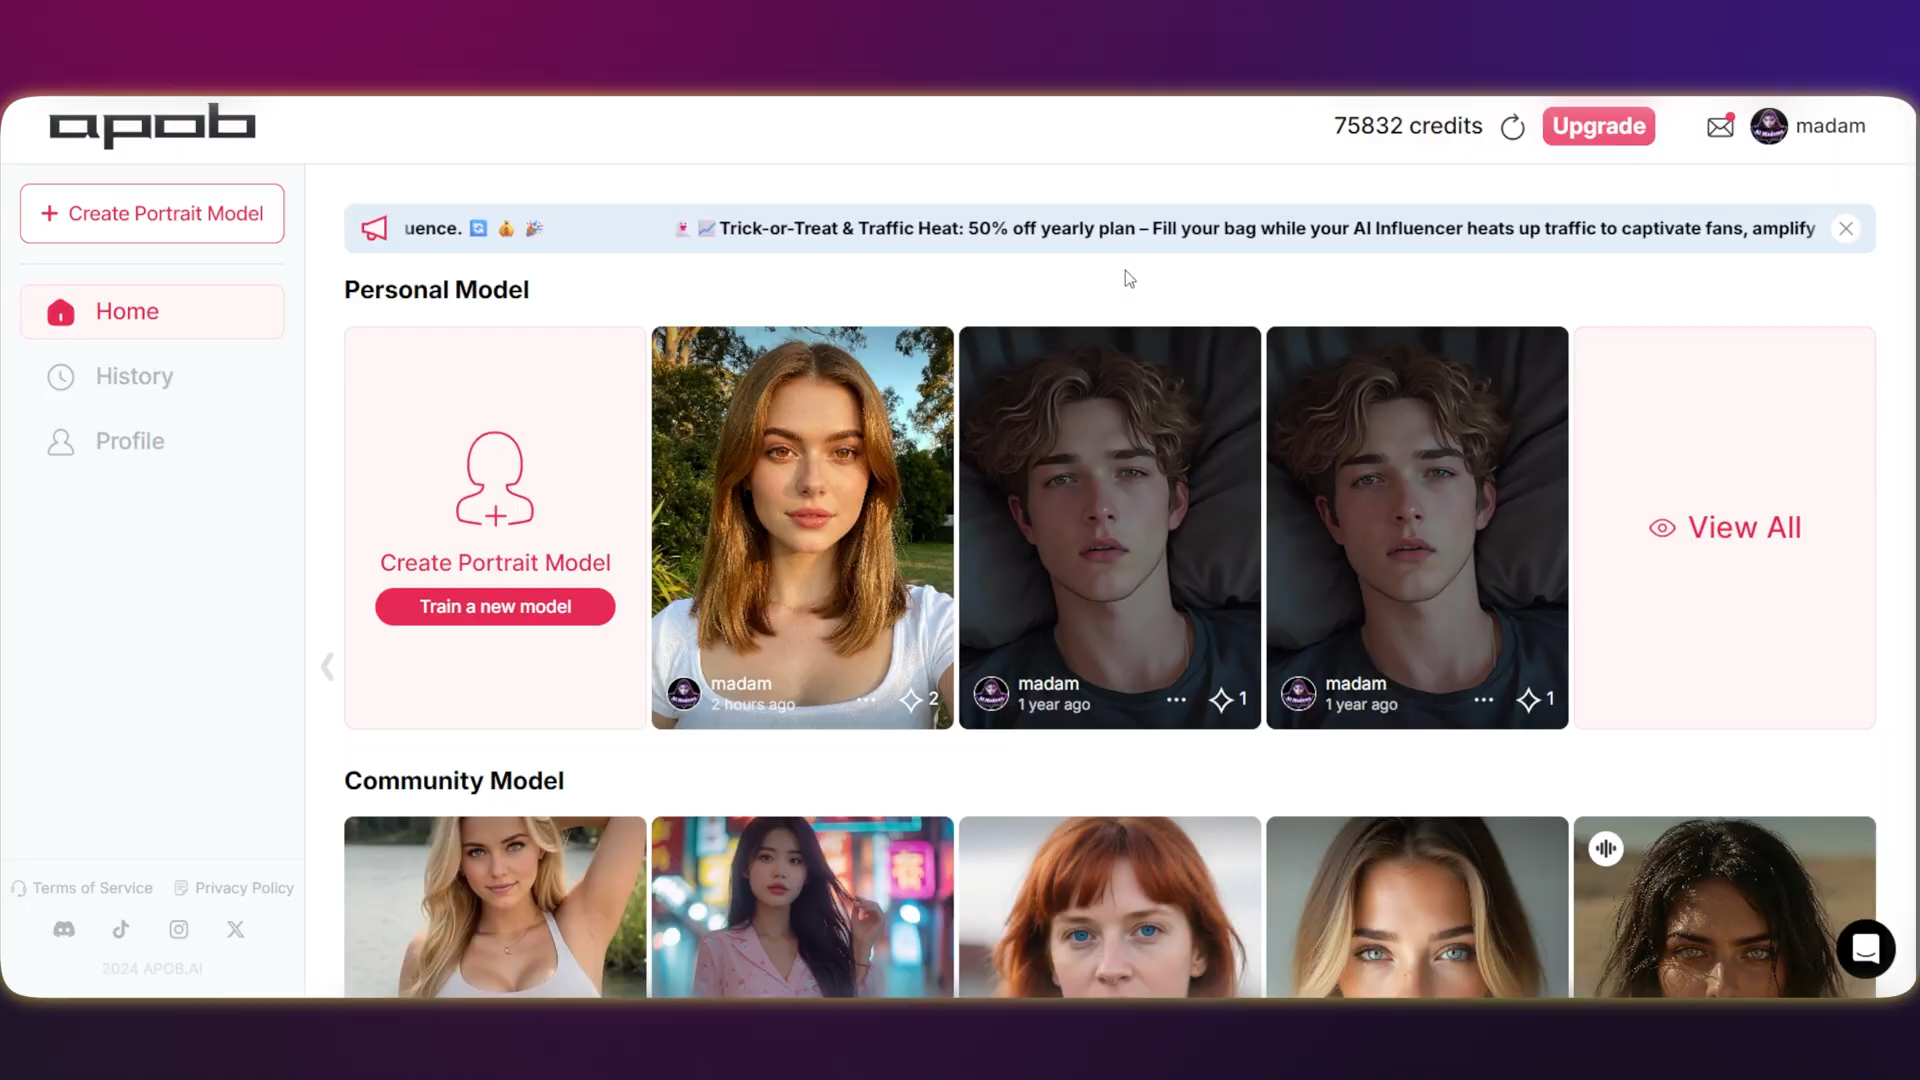 apob
75832 credits
Upgrade
madam
Create Portrait Model
Home
History
Profile
Terms of Service
Privacy Policy
2024 APOB.AI
uence. 🔄 💰 🎉
Trick-or-Treat & Traffic Heat: 50% off yearly plan – Fill your bag while your AI Influencer heats up traffic to captivate fans, amplify
Personal Model
Create Portrait Model
Train a new model
madam
2 hours ago
2
madam
1 year ago
1
madam
1 year ago
1
View All
Community Model